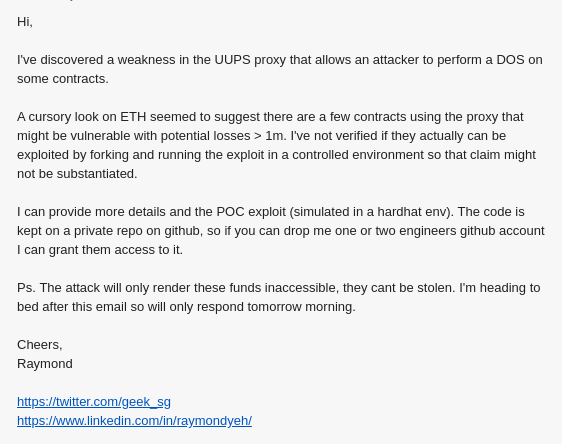 Hi,
I've discovered a weakness in the UUPS proxy that allows an attacker to perform a DOS on
some contracts.
A cursory look on ETH seemed to suggest there are a few contracts using the proxy that
might be vulnerable with potential losses > 1m. I've not verified if they actually can be
exploited by forking and running the exploit in a controlled environment so that claim might
not be substantiated.
I can provide more details and the POC exploit (simulated in a hardhat env). The code is
kept on a private repo on github, so if you can drop me one or two engineers github account
I can grant them access to it.
Ps. The attack will only render these funds inaccessible, they cant be stolen. I'm heading to
bed after this email so will only respond tomorrow morning.
Cheers,
Raymond
https://twitter.com/geek_sg
https://www.linkedin.com/in/raymondyeh/